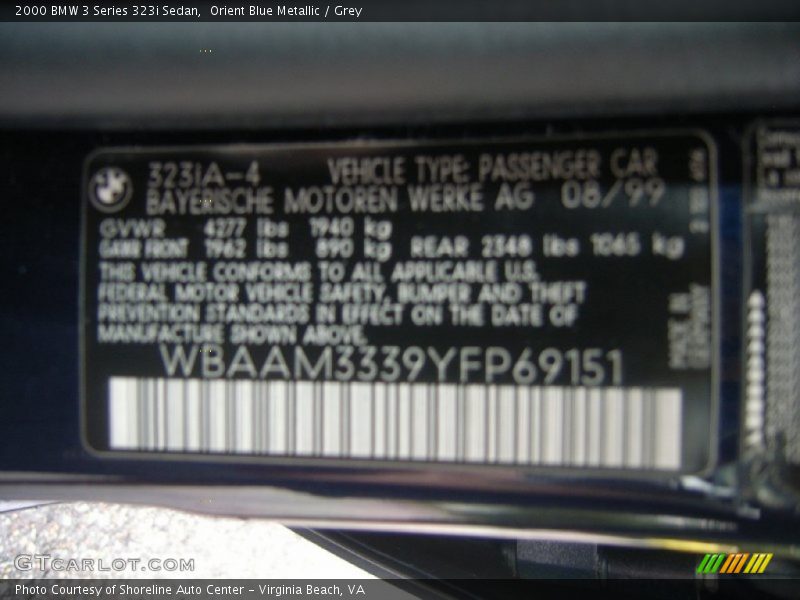 2000 BMW 3 Series 323i Sedan,  Orient Blue Metallic / Grey
323iA-4 VEHICLE TYPE: PASSENGER CAR
BAYERISCHE MOTOREN WERKE AG 08/99
GVWR 4277 lbs 1940 kg
GAWR FRONT 1962 lbs 890 kg REAR 2348 lbs 1065 kg
THIS VEHICLE CONFORMS TO ALL APPLICABLE U.S.
FEDERAL MOTOR VEHICLE SAFETY, BUMPER AND THEFT
PREVENTION STANDARDS IN EFFECT ON THE DATE OF
MANUFACTURE SHOWN ABOVE.
WBAAM3339YFP69151
MADE IN
GERMANY
GTCARLOT.COM
Photo Courtesy of Shoreline Auto Center - Virginia Beach, VA